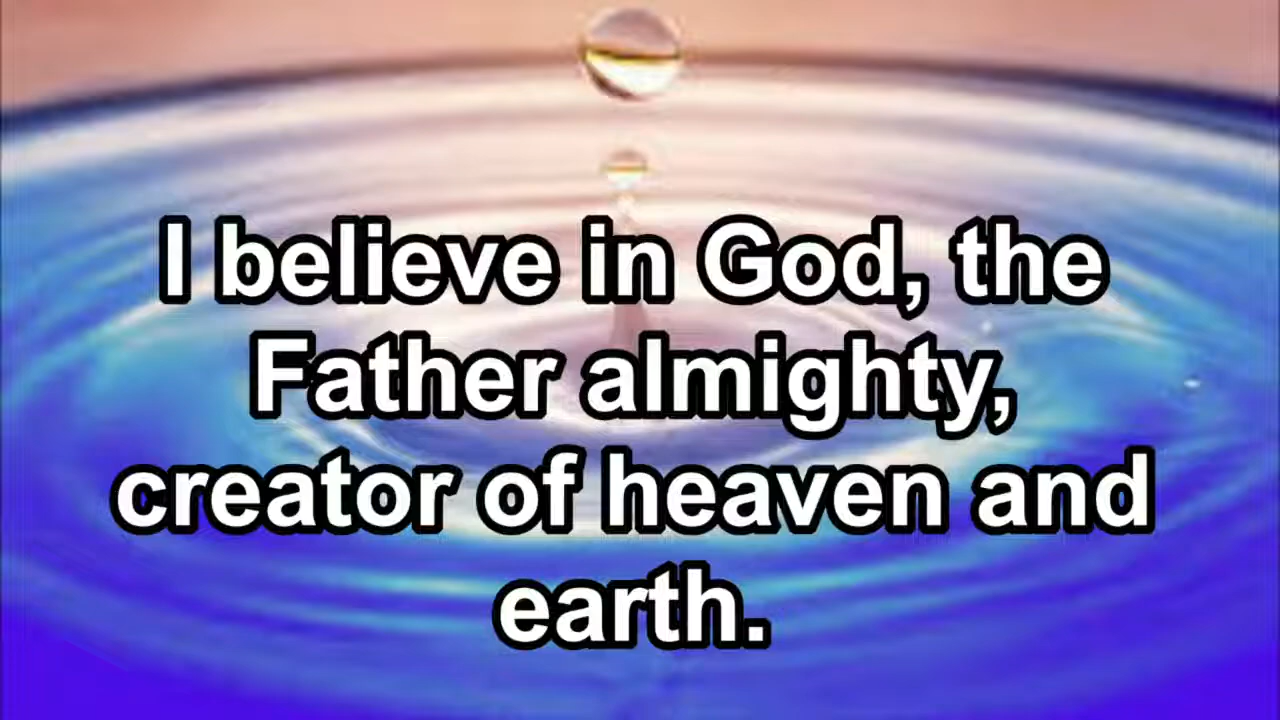 I believe in God, the
Father almighty,
creator of heaven and
earth.